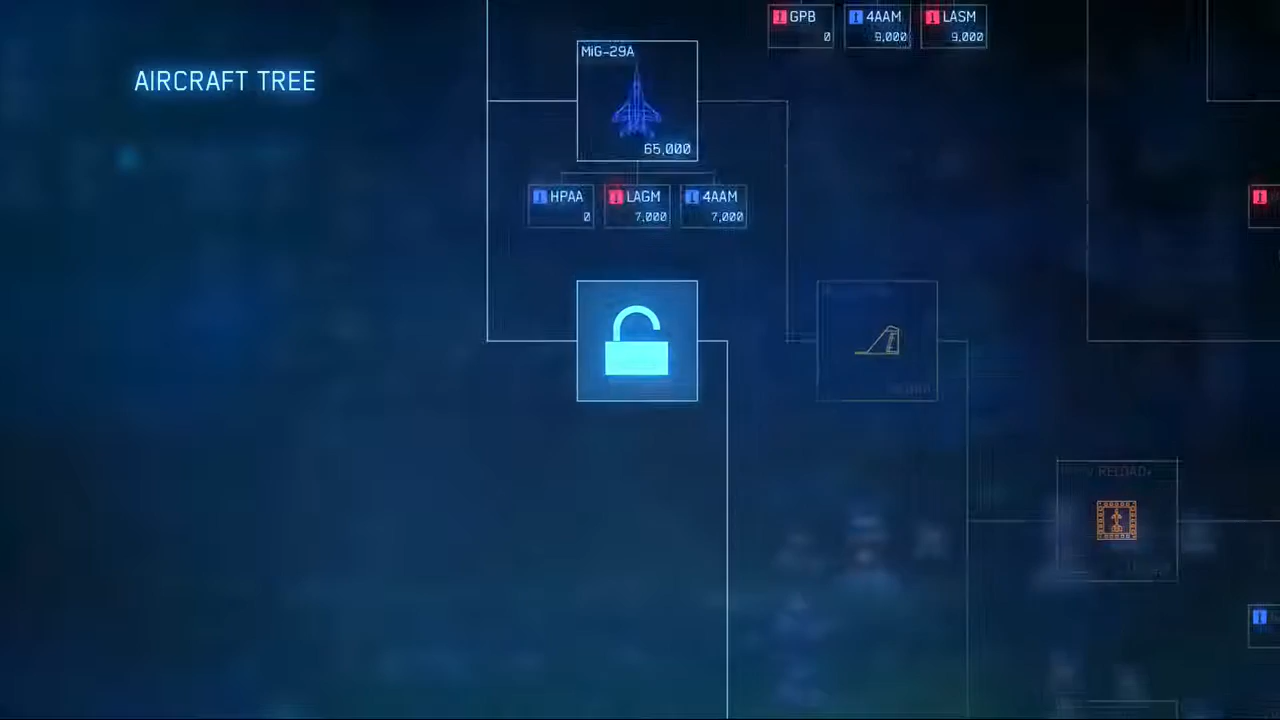 GPB
0
4AAM
9,000
LASM
9,000
MiG-29A
AIRCRAFT TREE
65,000
HPAA
0
LAGM
7,000
4AAM
7,000
RELOAD+